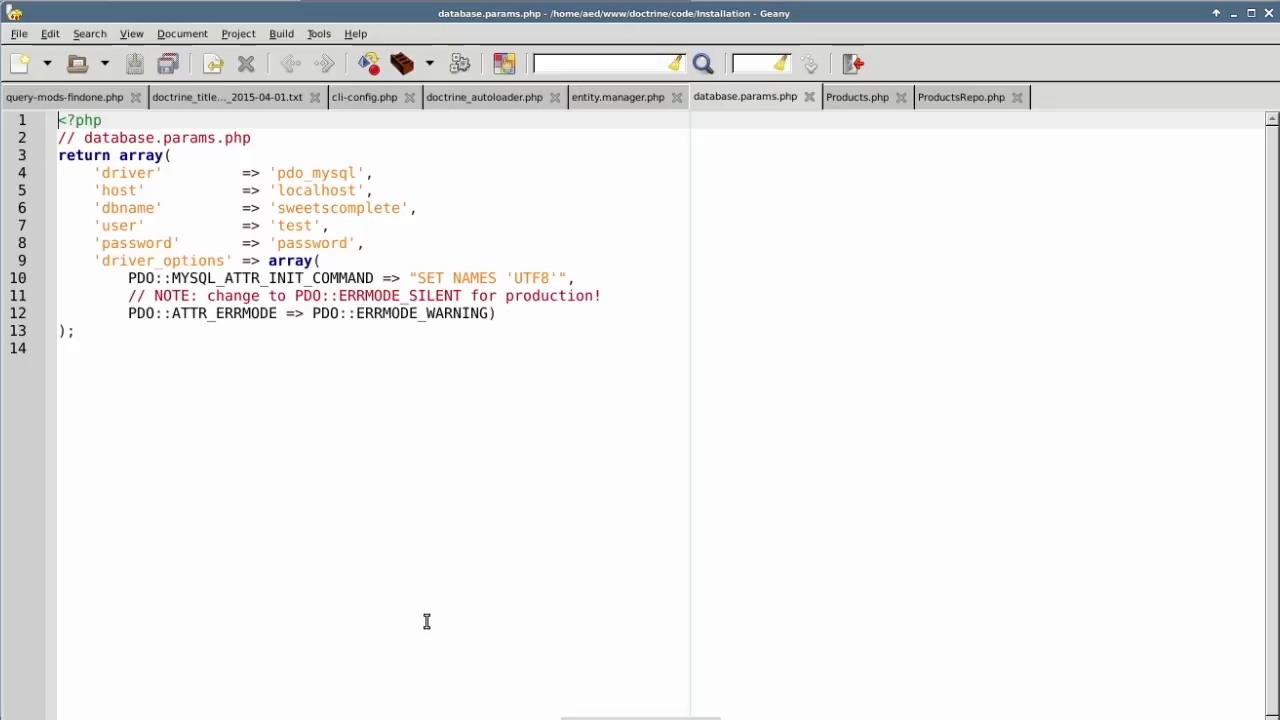 database.params.php - /home/aed/www/doctrine/code/Installation - Geany
File Edit Search View Document Project Build Tools Help
query-mods-findone.php doctrine_title..._2015-04-01.txt cli-config.php doctrine_autoloader.php entity.manager.php database.params.php Products.php ProductsRepo.php
1 <?php
2 // database.params.php
3 return array(
4     'driver'         => 'pdo_mysql',
5     'host'           => 'localhost',
6     'dbname'         => 'sweetscomplete',
7     'user'           => 'test',
8     'password'       => 'password',
9     'driver_options' => array(
10         PDO::MYSQL_ATTR_INIT_COMMAND => "SET NAMES 'UTF8'",
11         // NOTE: change to PDO::ERRMODE_SILENT for production!
12         PDO::ATTR_ERRMODE => PDO::ERRMODE_WARNING)
13 );
14